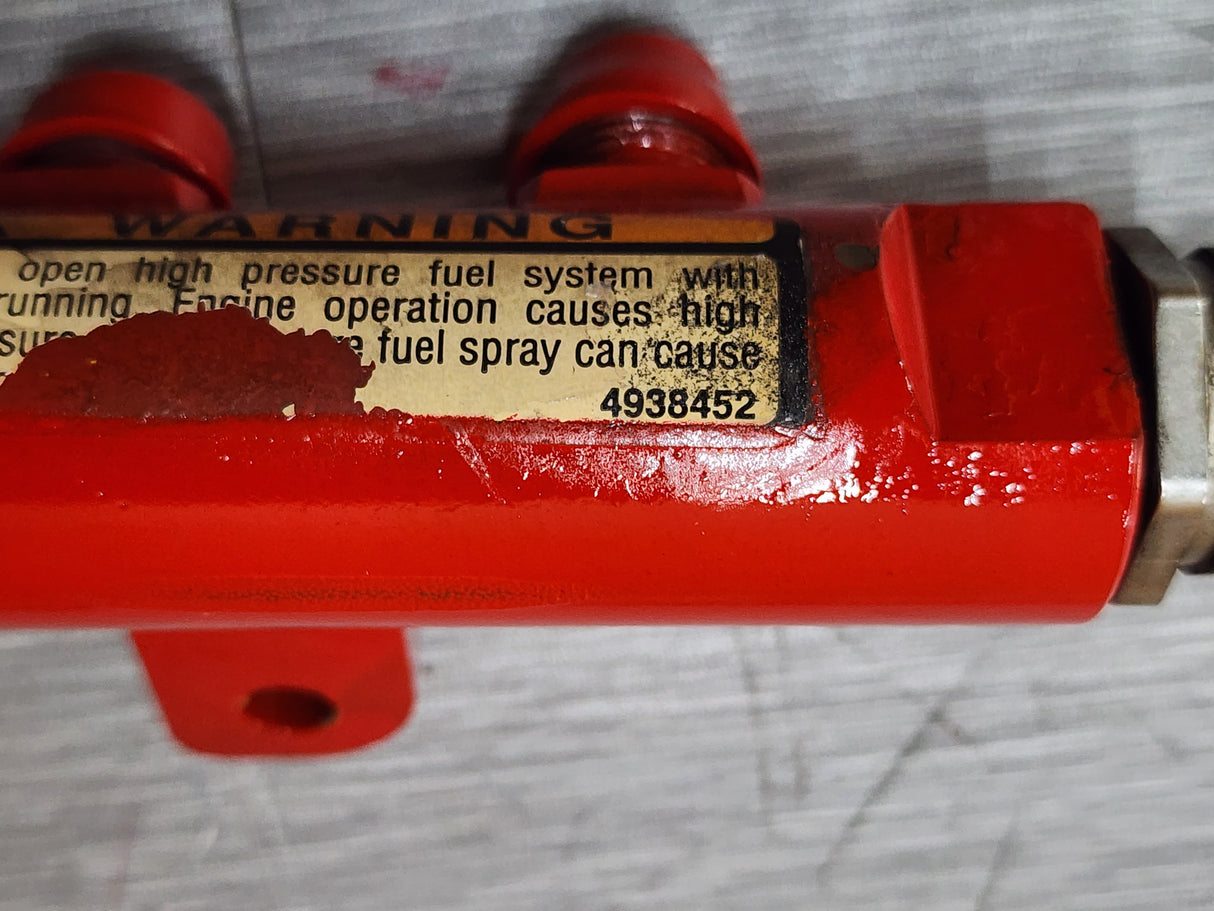 WARNING
open high pressure fuel system with
running. Engine operation causes high
fuel spray can cause
4938452